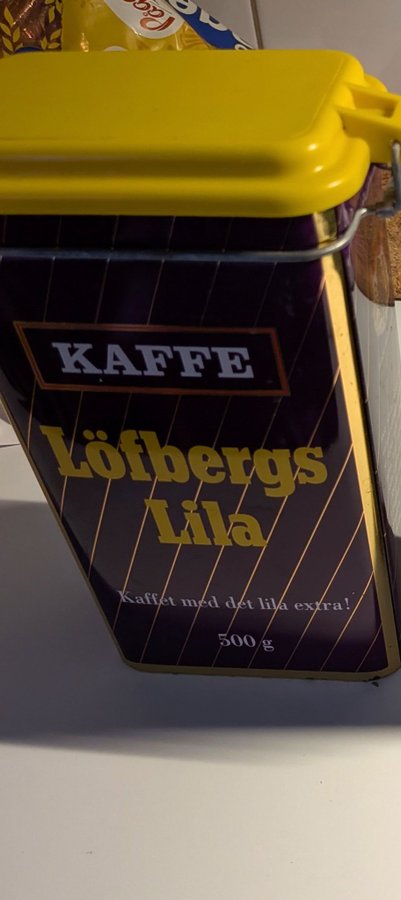 KAFFE
Löfbergs
Lila
Kaffet med det lila extra!
500 g